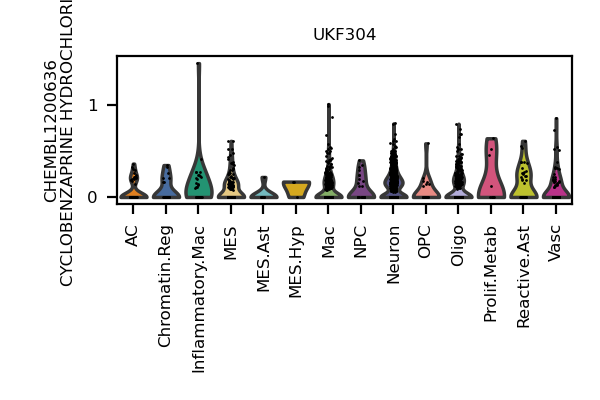 UKF304
CHEMBL1200636
CYCLOBENZAPRINE HYDROCHLORI
1
0
AC
Chromatin.Reg
Inflammatory.Mac
MES
MES.Ast
MES.Hyp
Mac
NPC
Neuron
OPC
Oligo
Prolif.Metab
Reactive.Ast
Vasc